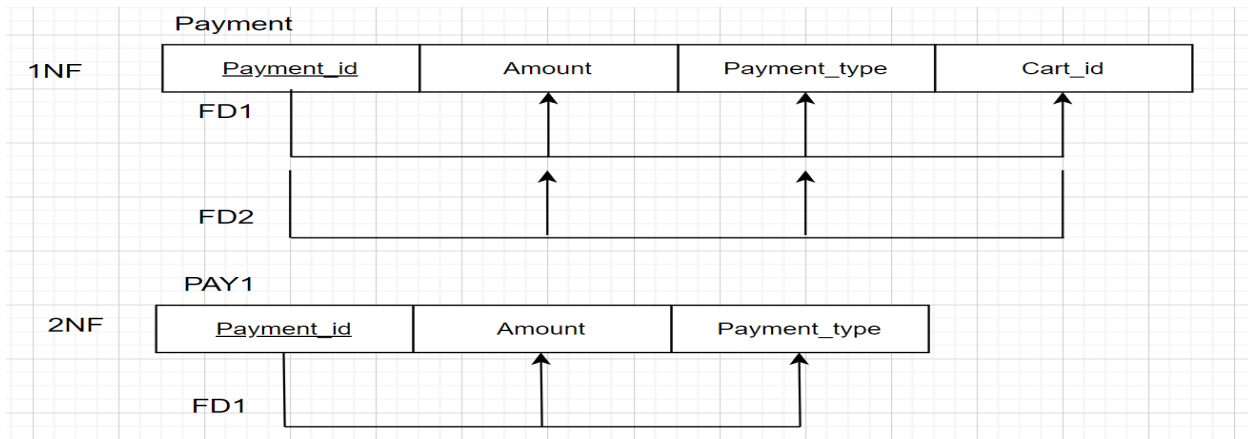 Payment
1NF Payment_id Amount Payment_type Cart_id
FD1
FD2
PAY1
2NF Payment_id Amount Payment_type
FD1